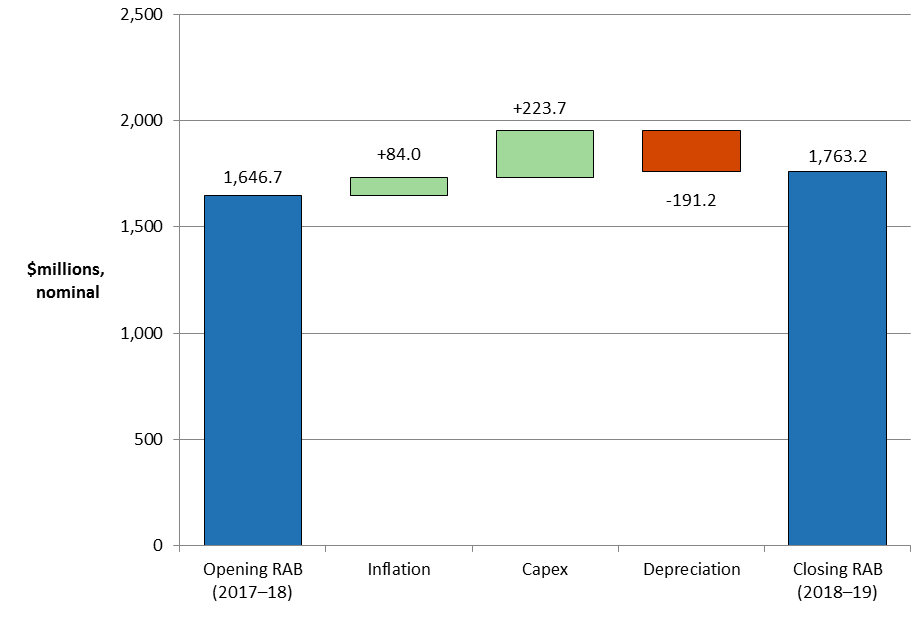 2,500
2,000
1,500
1,000
500
0
$millions,
nominal
1,646.7
+84.0
+223.7
-191.2
1,763.2
Opening RAB
(2017–18)
Inflation
Capex
Depreciation
Closing RAB
(2018–19)